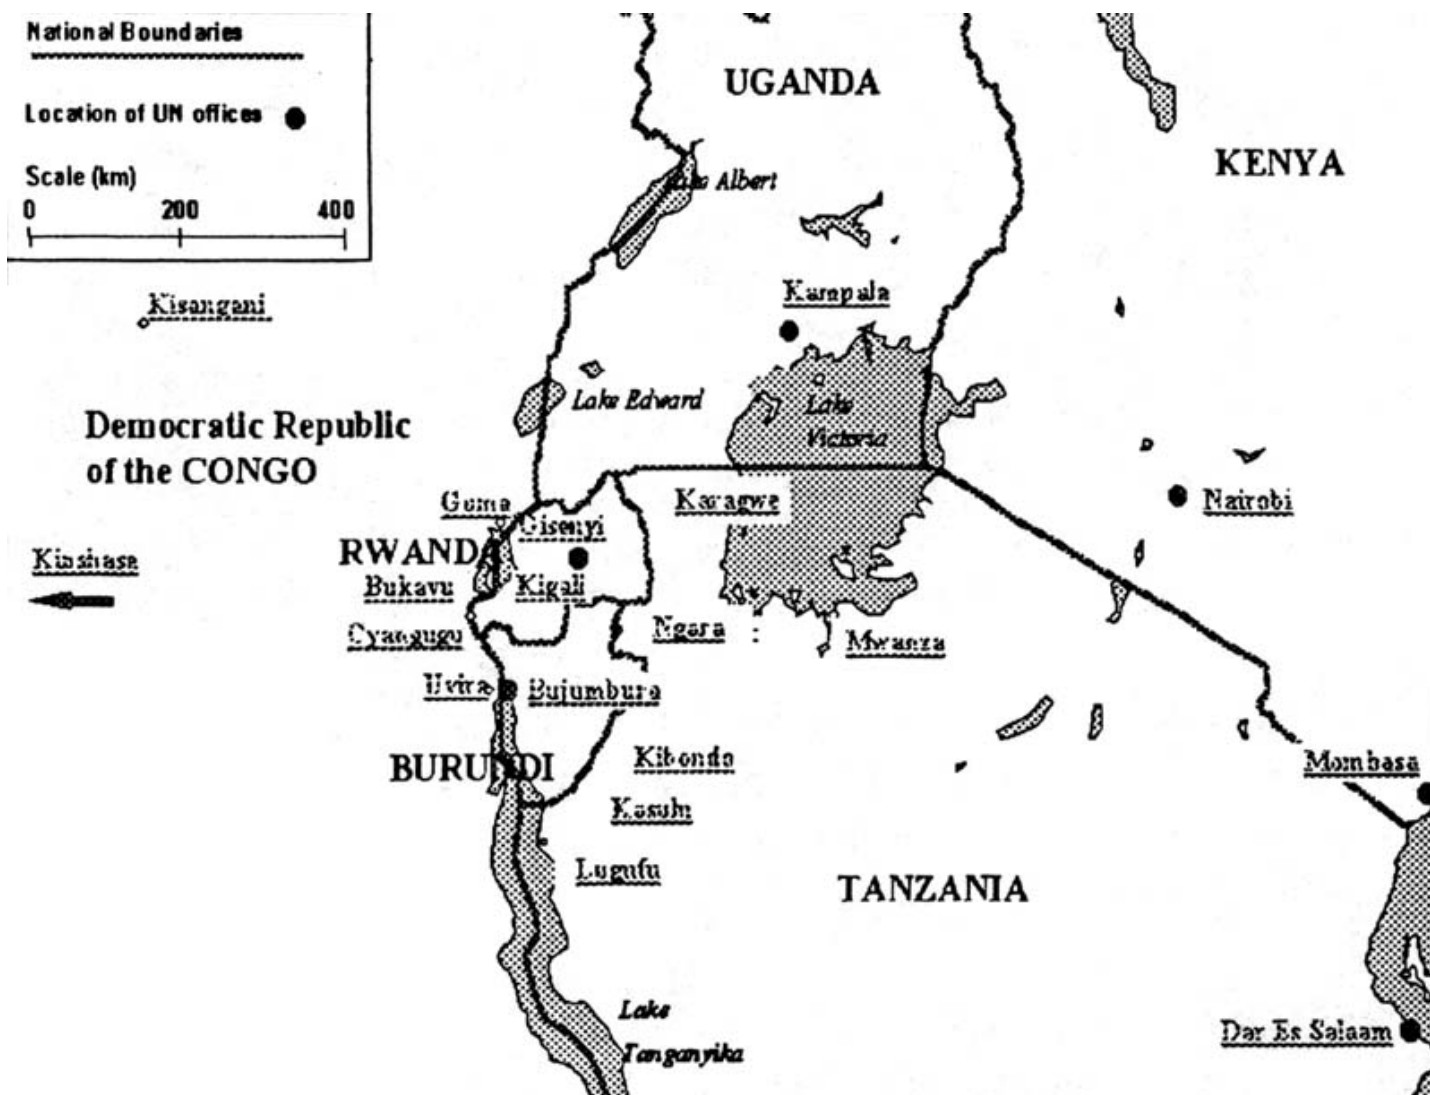 National Boundaries
Location of UN offices
Scale (km)
0 200 400
UGANDA
KENYA
Lake Albert
Kisangani
Kampala
Democratic Republic
of the CONGO
Lake Edward
Lake
Victoria
Goma
Gisenyi
Karagwe
Nairobi
RWANDA
Kinshasa
Bukavu
Kigali
Cyangugu
Ngara
Mwanza
Uvira
Bujumbura
BURUNDI
Kibondo
Mombasa
Kasulu
Lugufu
TANZANIA
Lake
Tanganyika
Dar Es Salaam